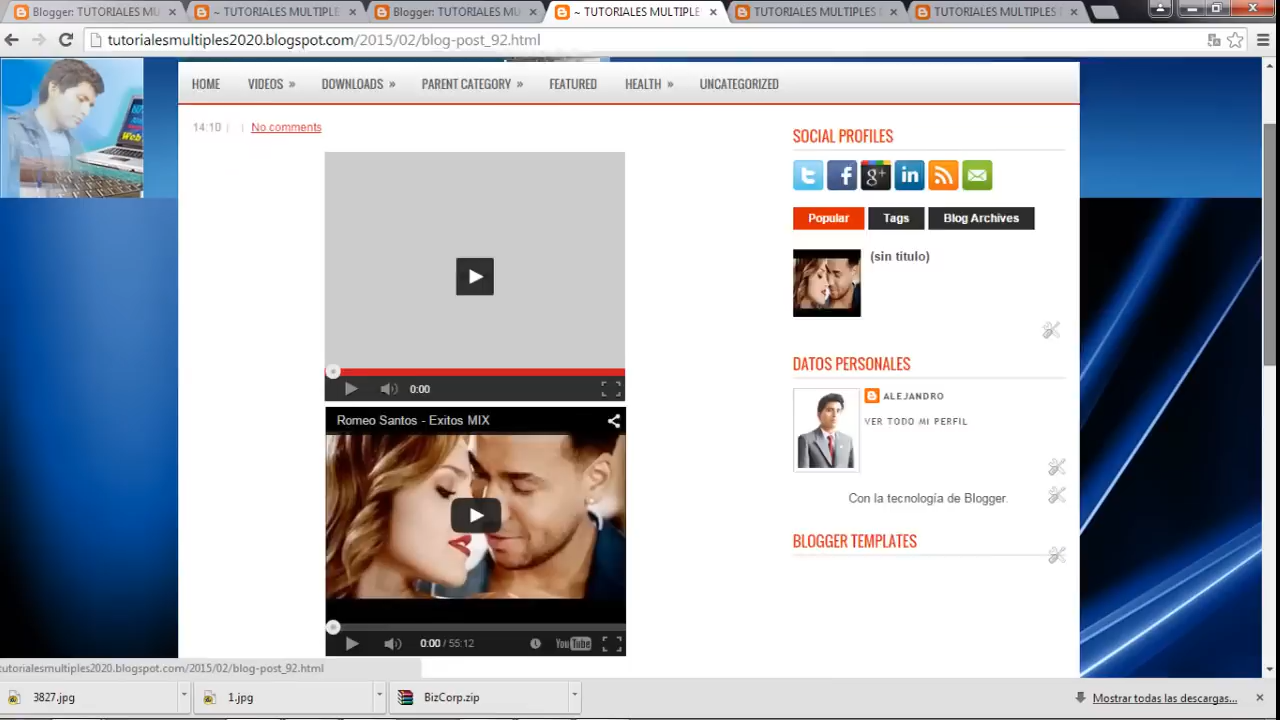 Blogger: TUTORIALES MU
~ TUTORIALES MULTIPLE
Blogger: TUTORIALES MU
~ TUTORIALES MULTIPLE
TUTORIALES MULTIPLES D
TUTORIALES MULTIPLES D
tutorialesmultiples2020.blogspot.com/2015/02/blog-post_92.html
HOME VIDEOS » DOWNLOADS » PARENT CATEGORY » FEATURED HEALTH » UNCATEGORIZED
14:10 | | No comments
SOCIAL PROFILES
Popular Tags Blog Archives
(sin título)
0:00
DATOS PERSONALES
ALEJANDRO
VER TODO MI PERFIL
Romeo Santos - Exitos MIX
Con la tecnología de Blogger.
BLOGGER TEMPLATES
0:00 / 55:12 YouTube
tutorialesmultiples2020.blogspot.com/2015/02/blog-post_92.html
3827.jpg 1.jpg BizCorp.zip Mostrar todas las descargas...